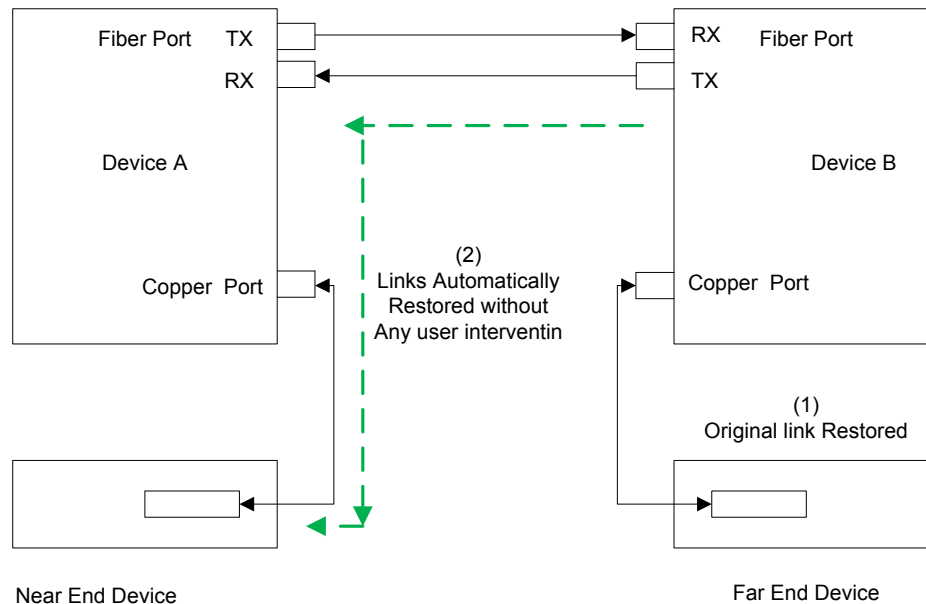 Fiber Port TX
RX
Device A
Copper Port
RX Fiber Port
TX
Device B
Copper Port
(2)
Links Automatically
Restored without
Any user interventin
(1)
Original link Restored
Near End Device
Far End Device